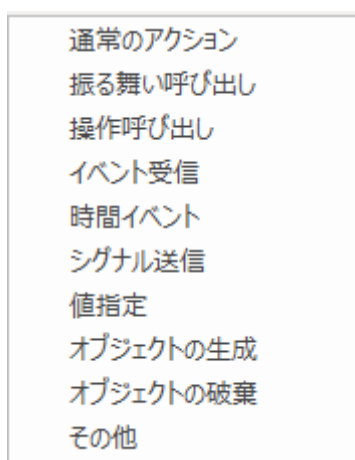 通常のアクション
振る舞い呼び出し
操作呼び出し
イベント受信
時間イベント
シグナル送信
値指定
オブジェクトの生成
オブジェクトの破棄
その他